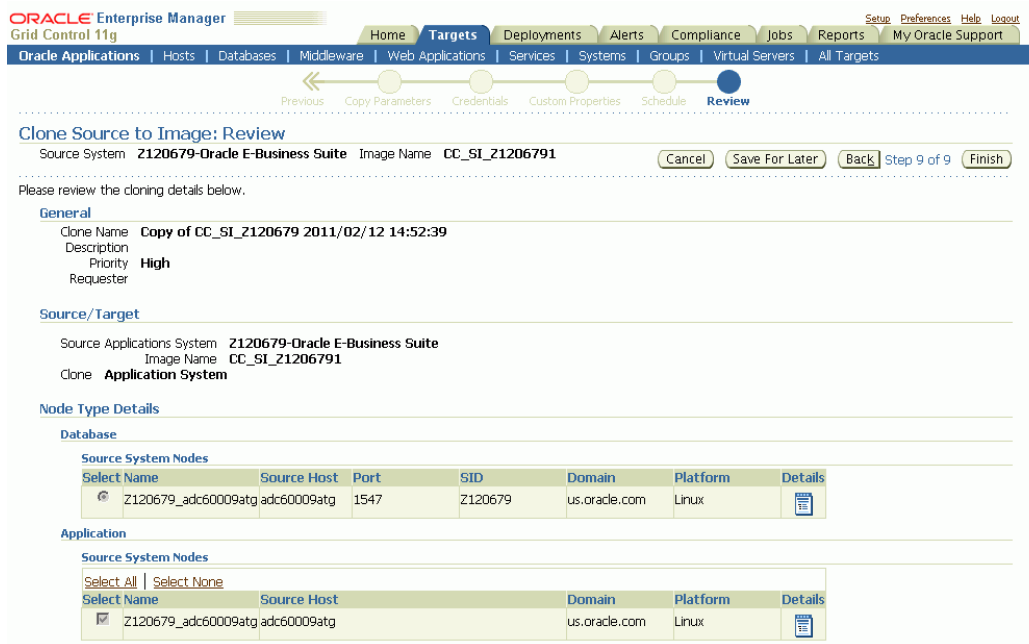 ORACLE Enterprise Manager
Grid Control 11g
Setup Preferences Help Logout
Home Targets Deployments Alerts Compliance Jobs Reports My Oracle Support
Oracle Applications | Hosts | Databases | Middleware | Web Applications | Services | Systems | Groups | Virtual Servers | All Targets
Previous Copy Parameters Credentials Custom Properties Schedule Review
Clone Source to Image: Review
Source System Z120679-Oracle E-Business Suite Image Name CC_SI_Z1206791
Cancel Save For Later Back Step 9 of 9 Finish
Please review the cloning details below.
General
Clone Name Copy of CC_SI_Z120679 2011/02/12 14:52:39
Description
Priority High
Requester
Source/Target
Source Applications System Z120679-Oracle E-Business Suite
Image Name CC_SI_Z1206791
Clone Application System
Node Type Details
Database
Source System Nodes
Select Name Source Host Port SID Domain Platform Details
Z120679_adc60009atg adc60009atg 1547 Z120679 us.oracle.com Linux
Application
Source System Nodes
Select All | Select None
Select Name Source Host Domain Platform Details
Z120679_adc60009atg adc60009atg us.oracle.com Linux